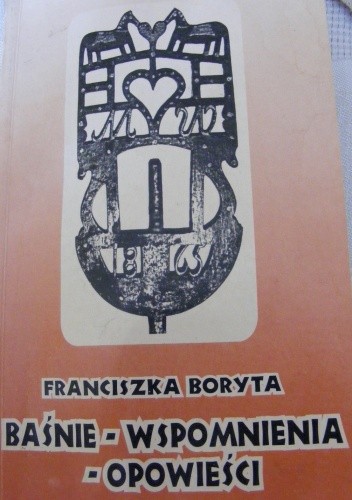 FRANCISZKA BORYTA
BAŚNIE - WSPOMNIENIA
- OPOWIEŚCI